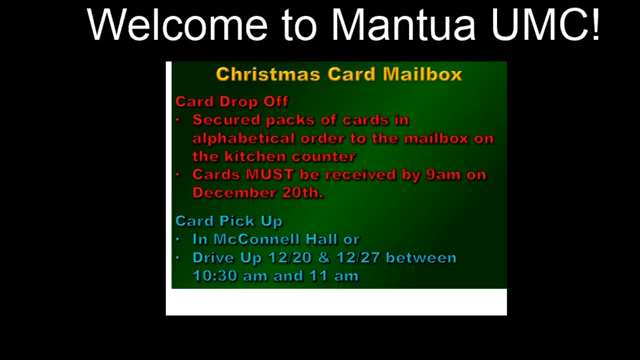 Welcome to Mantua UMC!
Christmas Card Mailbox
Card Drop Off
• Secured packs of cards in
alphabetical order to the mailbox on
the kitchen counter
• Cards MUST be received by 9am on
December 20th.
Card Pick Up
• In McConnell Hall or
• Drive Up 12/20 & 12/27 between
10:30 am and 11 am